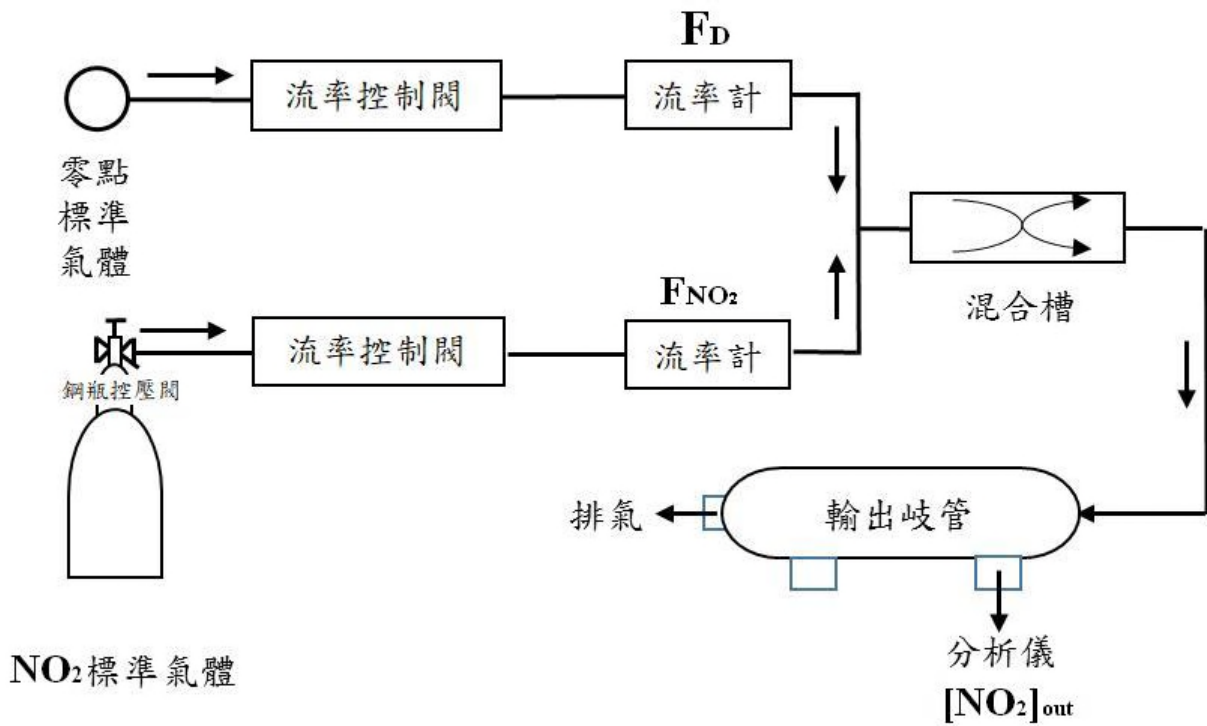 F_D
流率控制閥
流率計
零點
標準
氣體
混合槽
F_NO₂
流率控制閥
流率計
鋼瓶控壓閥
輸出岐管
排氣
分析儀
[NO₂]out
NO₂標準氣體